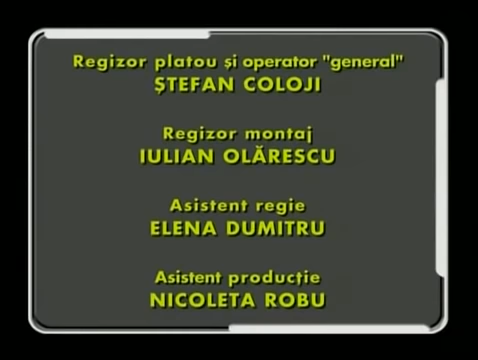 Regizor platou și operator "general"
ȘTEFAN COLOJI
Regizor montaj
IULIAN OLĂRESCU
Asistent regie
ELENA DUMITRU
Asistent producție
NICOLETA ROBU